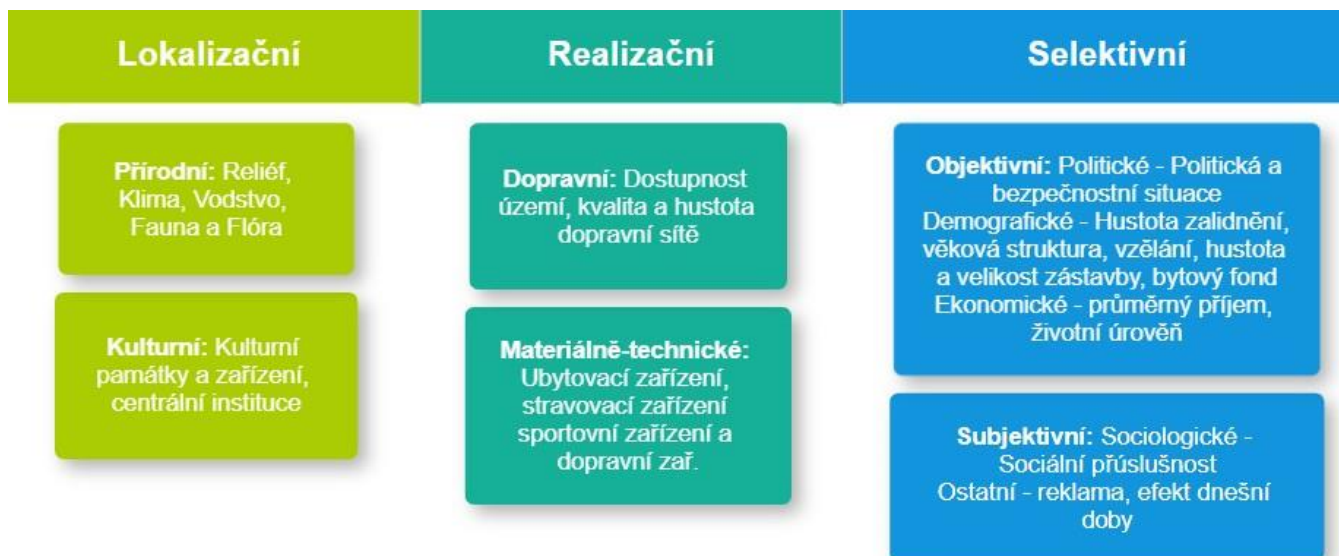 Lokalizační
Realizační
Selektivní
Přírodní: Reliéf,
Klima, Vodstvo,
Fauna a Flóra
Kulturní: Kulturní
památky a zařízení,
centrální instituce
Dopravní: Dostupnost
území, kvalita a hustota
dopravní sítě
Materiálně-technické:
Ubytovací zařízení,
stravovací zařízení
sportovní zařízení a
dopravní zař.
Objektivní: Politické - Politická a
bezpečnostní situace
Demografické - Hustota zalidnění,
věková struktura, vzělání, hustota
a velikost zástavby, bytový fond
Ekonomické - průměrný příjem,
životní úrověň
Subjektivní: Sociologické -
Sociální přúslušnost
Ostatní - reklama, efekt dnešní
doby